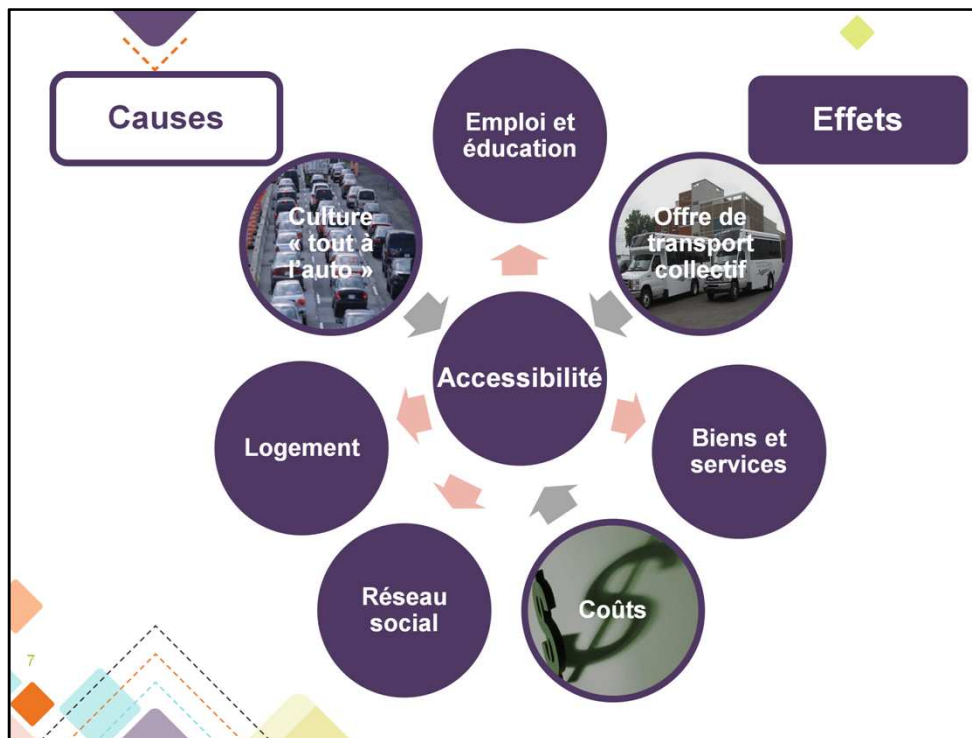 Causes
Effets
Emploi et
éducation
Culture
« tout à
l'auto »
Offre de
transport
collectif
Accessibilité
Logement
Biens et
services
Réseau
social
Coûts
7